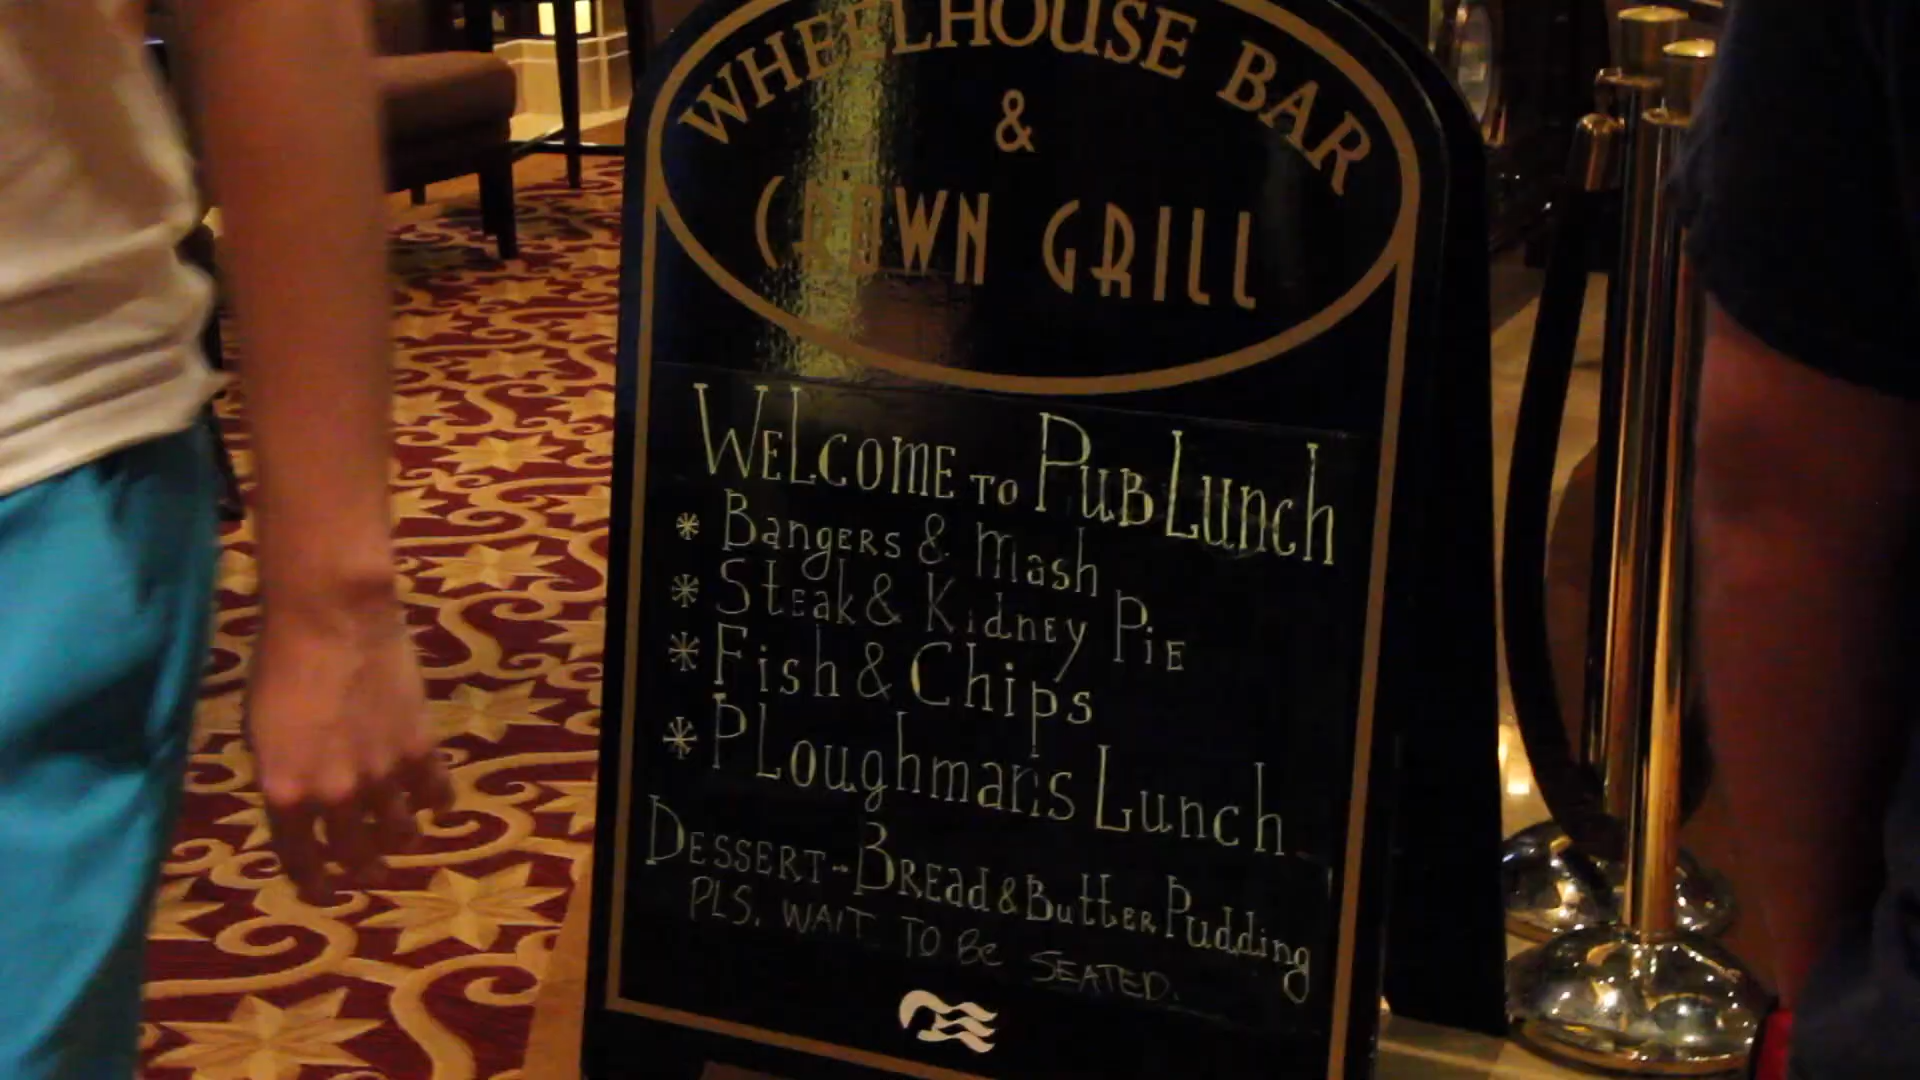 WHEELHOUSE BAR
&
CROWN GRILL
WELCOME TO PUB LUNCH
* BangERS & Mash
* StEak & Kidney PiE
* Fish & Chips
* PLoughman's Lunch
DESSERT - BREad & ButtER Pudding
PLS. WAIT TO Be SEATED.